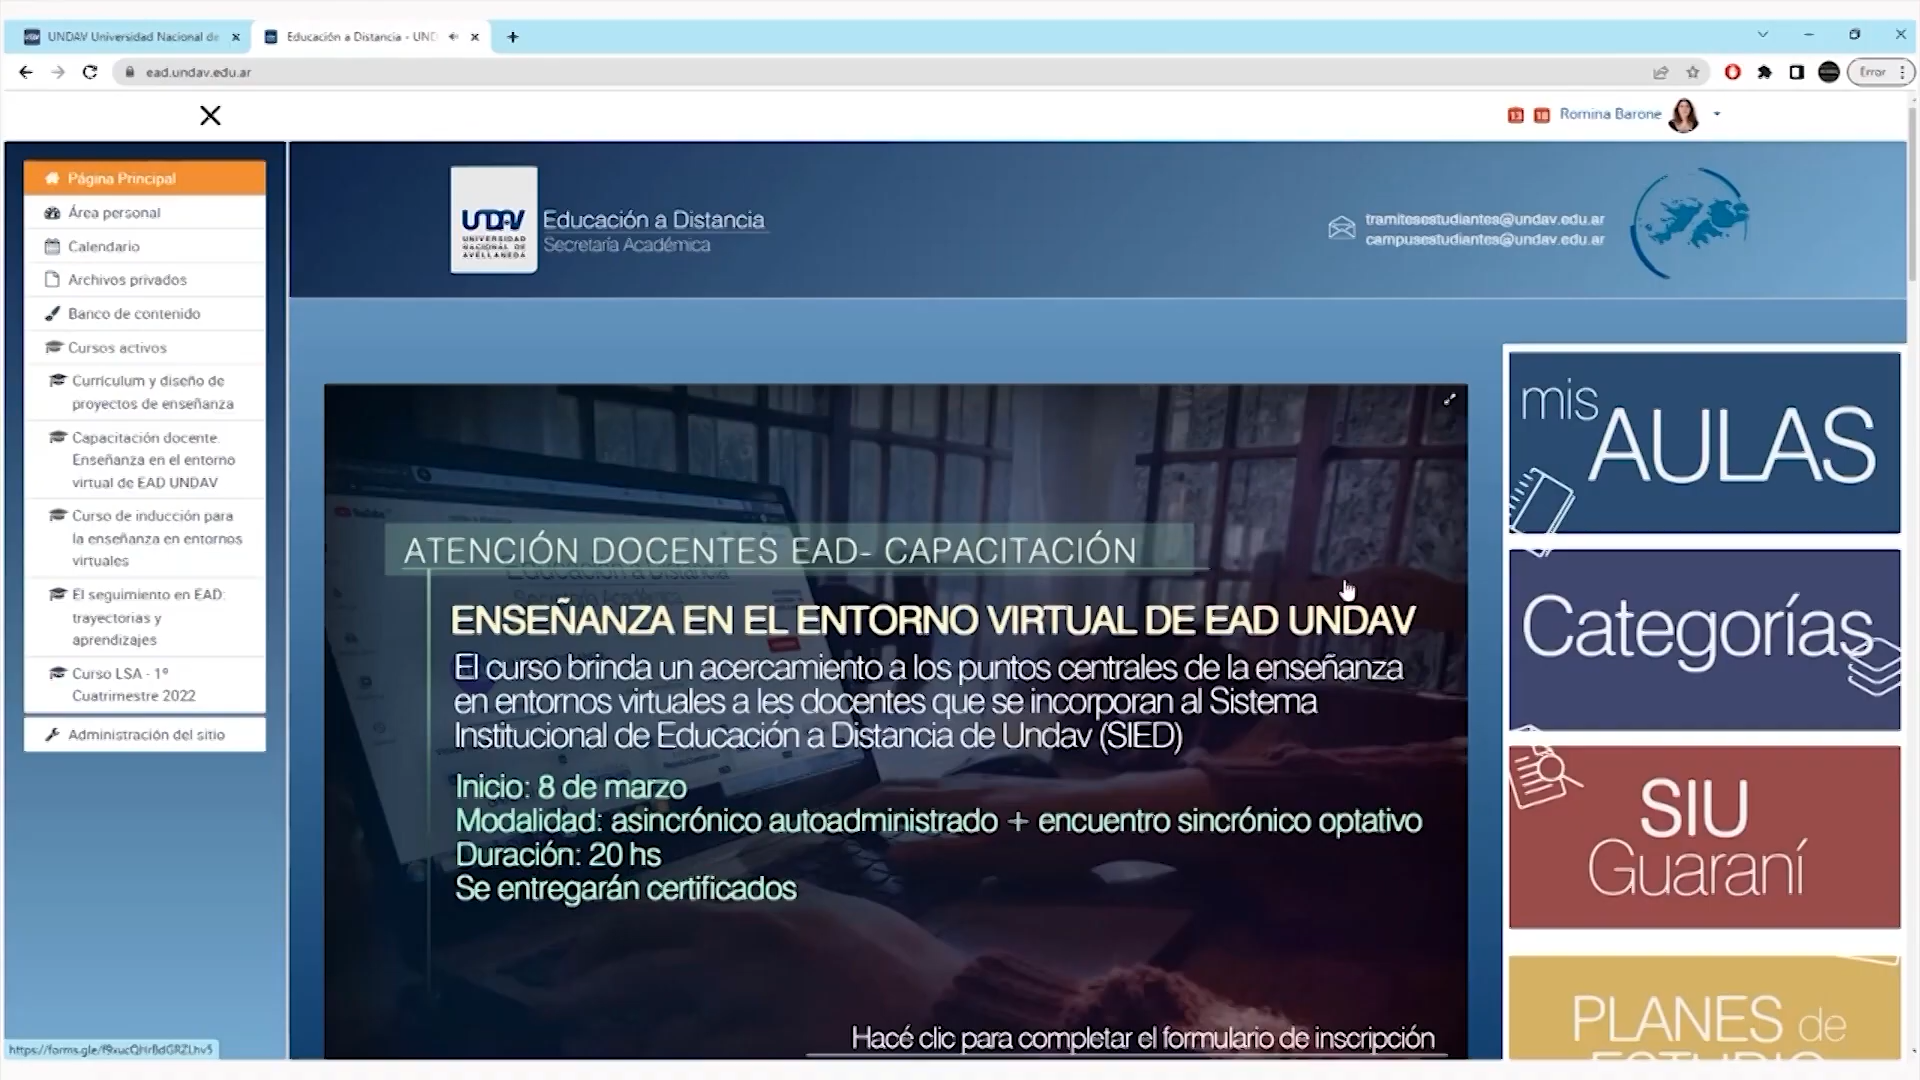 UNDAV Universidad Nacional de
Educación a Distancia - UND
ead.undav.edu.ar
Error
13
18
Romina Barone
Página Principal
Área personal
Calendario
Archivos privados
Banco de contenido
Cursos activos
Currículum y diseño de
proyectos de enseñanza
Capacitación docente.
Enseñanza en el entorno
virtual de EAD UNDAV
Curso de inducción para
la enseñanza en entornos
virtuales
El seguimiento en EAD:
trayectorias y
aprendizajes
Curso LSA - 1º
Cuatrimestre 2022
Administración del sitio
UNDAV
UNIVERSIDAD
NACIONAL DE
AVELLANEDA
Educación a Distancia
Secretaría Académica
tramitesestudiantes@undav.edu.ar
campusestudiantes@undav.edu.ar
ATENCIÓN DOCENTES EAD- CAPACITACIÓN
ENSEÑANZA EN EL ENTORNO VIRTUAL DE EAD UNDAV
El curso brinda un acercamiento a los puntos centrales de la enseñanza
en entornos virtuales a les docentes que se incorporan al Sistema
Institucional de Educación a Distancia de Undav (SIED)
Inicio: 8 de marzo
Modalidad: asincrónico autoadministrado + encuentro sincrónico optativo
Duración: 20 hs
Se entregarán certificados
Hacé clic para completar el formulario de inscripción
mis
AULAS
Categorías
SIU
Guaraní
PLANES de
ESTUDIO